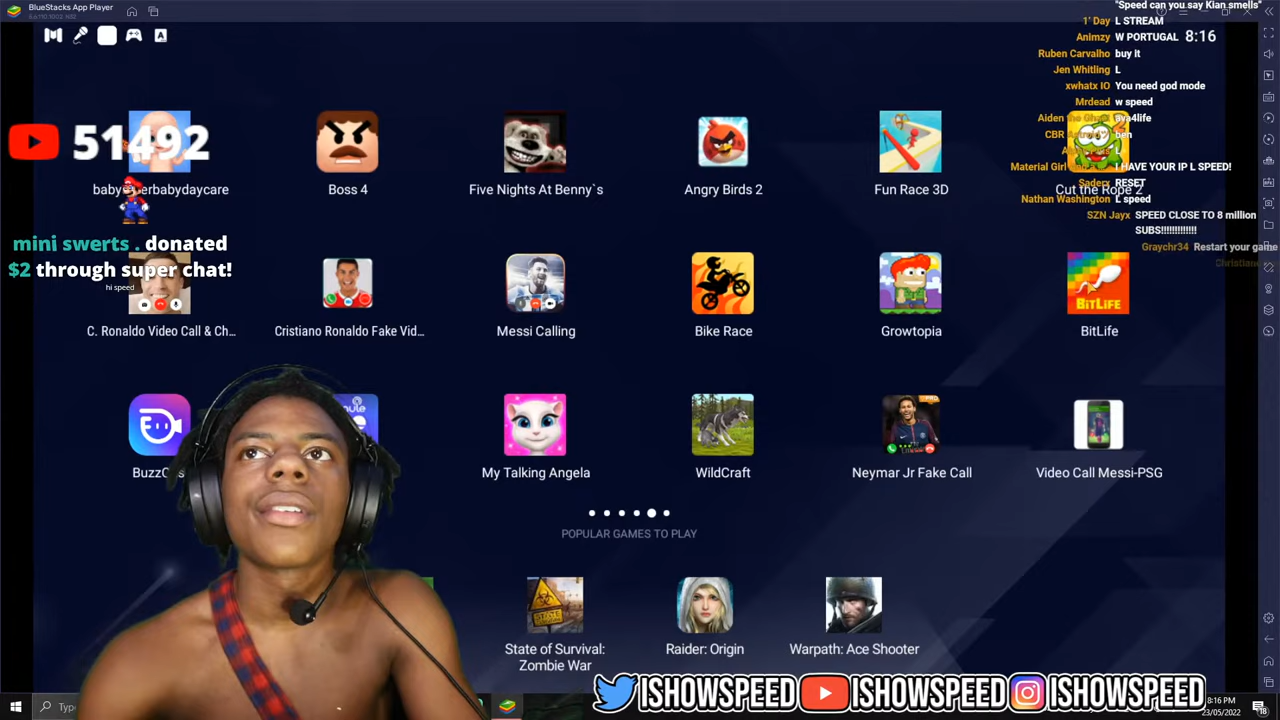 BlueStacks App Player
8:16
"Speed can you say Kian smells"
1' Day L STREAM
Animzy W PORTUGAL
Ruben Carvalho buy it
Jen Whitling L
xwhatx IO You need god mode
Mrdead w speed
Aiden the
ava4life
CBR
ben
L
Material Girl
I HAVE YOUR IP L SPEED!
RESET
Nathan Washington L speed
SZN Jayx SPEED CLOSE TO 8 million
SUBS!!!!!!!!!!!!!
Graychr34 Restart your game
51492
Boss 4
Five Nights At Benny`s
Angry Birds 2
Fun Race 3D
Cut the Rope 2
mini swerts . donated
$2 through super chat!
hi speed
C. Ronaldo Video Call & Ch...
Cristiano Ronaldo Fake Vid...
Messi Calling
Bike Race
Growtopia
BITLIFE
BitLife
My Talking Angela
WildCraft
Neymar Jr Fake Call
Video Call Messi-PSG
POPULAR GAMES TO PLAY
State of Survival:
Zombie War
Raider: Origin
Warpath: Ace Shooter
ISHOWSPEED
ISHOWSPEED
ISHOWSPEED
8:16 PM
23/05/2022